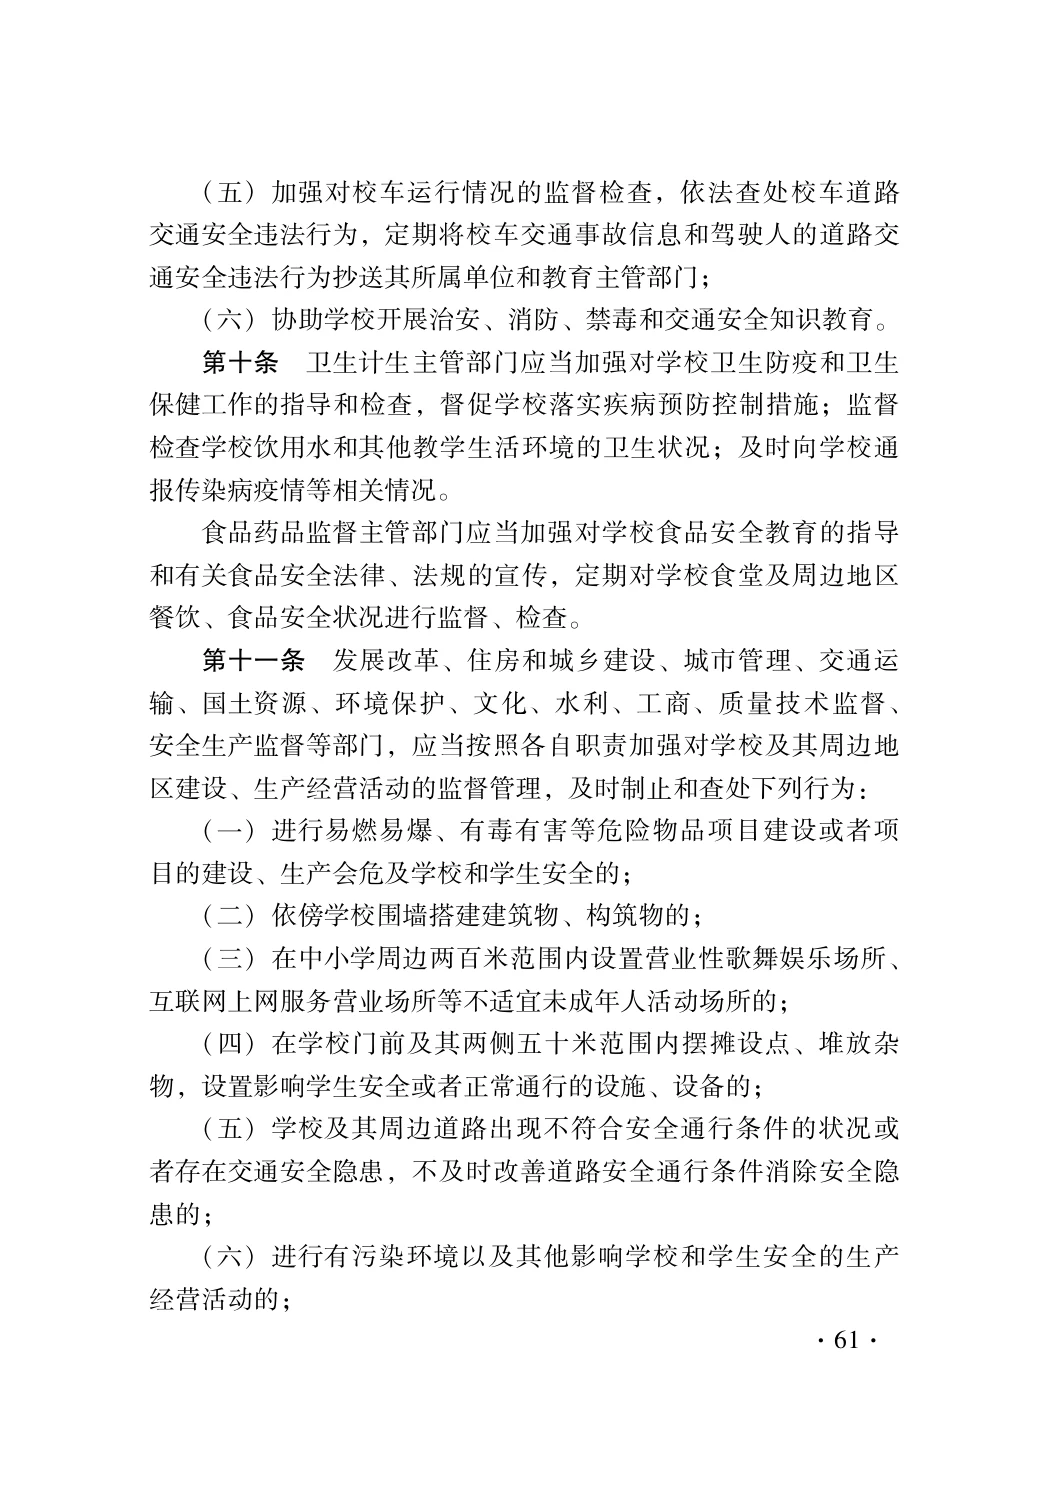 （五）加强对校车运行情况的监督检查，依法查处校车道路
交通安全违法行为，定期将校车交通事故信息和驾驶人的道路交
通安全违法行为抄送其所属单位和教育主管部门；
（六）协助学校开展治安、消防、禁毒和交通安全知识教育。
第十条　卫生计生主管部门应当加强对学校卫生防疫和卫生
保健工作的指导和检查，督促学校落实疾病预防控制措施；监督
检查学校饮用水和其他教学生活环境的卫生状况；及时向学校通
报传染病疫情等相关情况。
食品药品监督主管部门应当加强对学校食品安全教育的指导
和有关食品安全法律、法规的宣传，定期对学校食堂及周边地区
餐饮、食品安全状况进行监督、检查。
第十一条　发展改革、住房和城乡建设、城市管理、交通运
输、国土资源、环境保护、文化、水利、工商、质量技术监督、
安全生产监督等部门，应当按照各自职责加强对学校及其周边地
区建设、生产经营活动的监督管理，及时制止和查处下列行为：
（一）进行易燃易爆、有毒有害等危险物品项目建设或者项
目的建设、生产会危及学校和学生安全的；
（二）依傍学校围墙搭建建筑物、构筑物的；
（三）在中小学周边两百米范围内设置营业性歌舞娱乐场所、
互联网上网服务营业场所等不适宜未成年人活动场所的；
（四）在学校门前及其两侧五十米范围内摆摊设点、堆放杂
物，设置影响学生安全或者正常通行的设施、设备的；
（五）学校及其周边道路出现不符合安全通行条件的状况或
者存在交通安全隐患，不及时改善道路安全通行条件消除安全隐
患的；
（六）进行有污染环境以及其他影响学校和学生安全的生产
经营活动的；
·61·